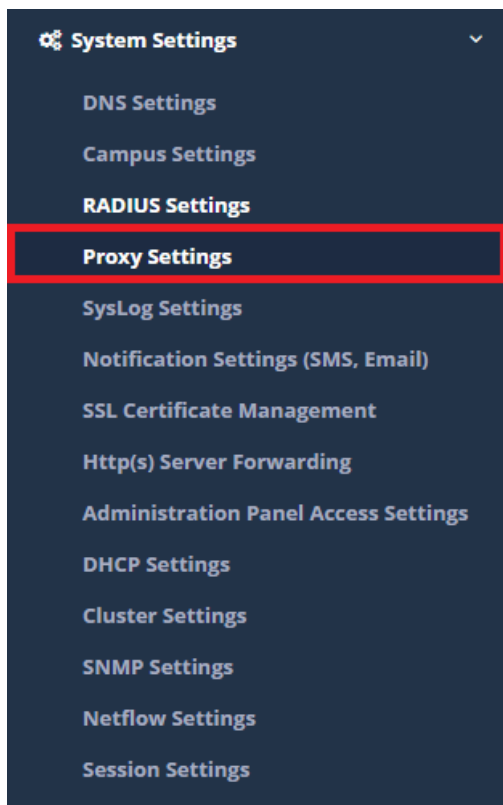 System Settings
DNS Settings
Campus Settings
RADIUS Settings
Proxy Settings
SysLog Settings
Notification Settings (SMS, Email)
SSL Certificate Management
Http(s) Server Forwarding
Administration Panel Access Settings
DHCP Settings
Cluster Settings
SNMP Settings
Netflow Settings
Session Settings